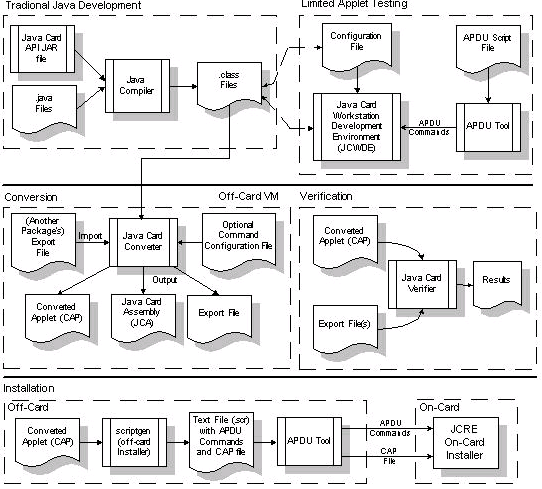 Tradional Java Development
Limited Applet Testing
Java Card
API JAR
file
.java
Files
Java
Compiler
.class
Files
Configuration
File
APDU Script
File
Java Card
Workstation
Development
Environment
(JCWDE)
APDU
Commands
APDU Tool
Conversion
Off-Card VM
Verification
(Another
Package's)
Export
File
Import
Java Card
Converter
Optional
Command
Configuration File
Output
Converted
Applet (CAP)
Java Card
Assembly
(JCA)
Export File
Converted
Applet (CAP)
Export File(s)
Java Card
Verifier
Results
Installation
Off-Card
On-Card
Converted
Applet (CAP)
scriptgen
(off-card
Installer)
Text File (scr)
with APDU
Commands
and CAP file
APDU Tool
APDU
Commands
CAP
File
JCRE
On-Card
Installer